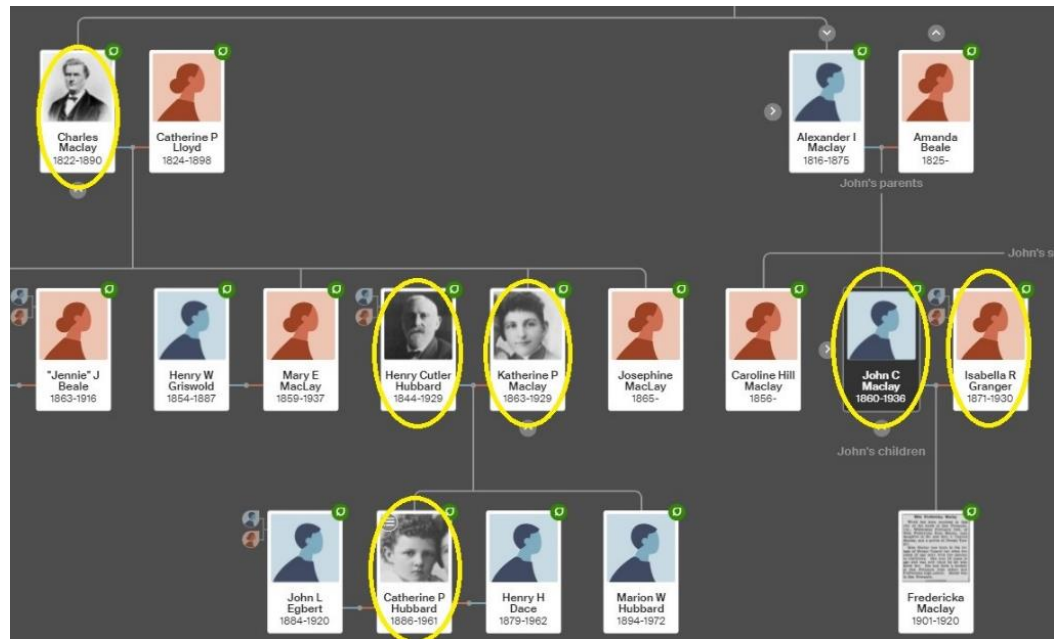 Charles
Maclay
1822-1890
Catherine P
Lloyd
1824-1898
Alexander I
Maclay
1816-1875
Amanda
Beale
1825-
John's parents
John's s
"Jennie" J
Beale
1863-1916
Henry W
Griswold
1854-1887
Mary E
MacLay
1859-1937
Henry Cutler
Hubbard
1844-1929
Katherine P
Maclay
1863-1929
Josephine
MacLay
1865-
Caroline Hill
Maclay
1856-
John C
Maclay
1860-1936
Isabella R
Granger
1871-1930
John's children
John L
Egbert
1884-1920
Catherine P
Hubbard
1886-1961
Henry H
Dace
1879-1962
Marion W
Hubbard
1894-1972
Fredericka
Maclay
1901-1920